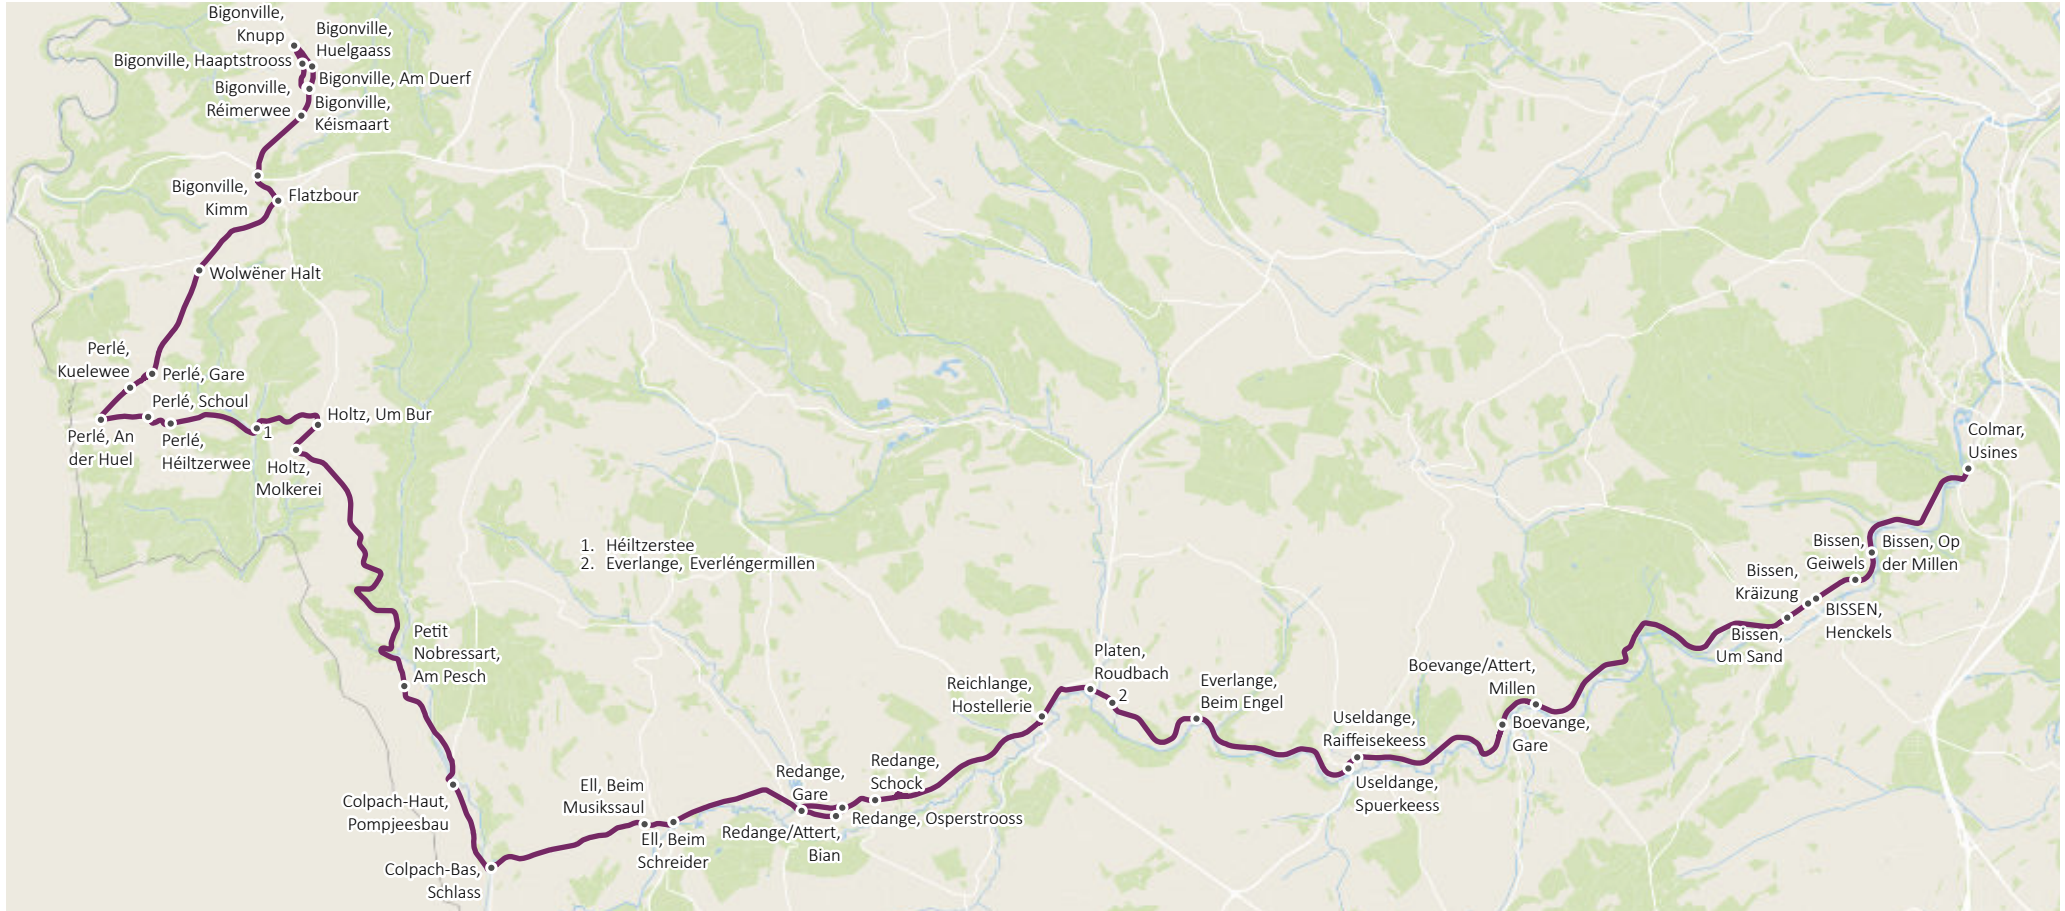 Bigonville,
Knupp
Bigonville,
Huelgaass
Bigonville, Haaptstrooss
Bigonville, Am Duerf
Bigonville,
Réimerwee
Bigonville,
Kéismaart
Bigonville,
Kimm
Flatzbour
Wolwëner Halt
Perlé,
Kuelewee
Perlé, Gare
Perlé, Schoul
Perlé, An
der Huel
Perlé,
Héiltzerwee
1
Holtz, Um Bur
Holtz,
Molkerei
1. Héiltzerstee
2. Everlange, Everléngermillen
Petit
Nobressart,
Am Pesch
Colpach-Haut,
Pompjeesbau
Colpach-Bas,
Schlass
Ell, Beim
Musikssaul
Ell, Beim
Schreider
Redange,
Gare
Redange/Attert,
Bian
Redange,
Schock
Redange, Osperstrooss
Reichlange,
Hostellerie
Platen,
Roudbach
2
Everlange,
Beim Engel
Useldange,
Raiffeisekeess
Useldange,
Spuerkeess
Boevange/Attert,
Millen
Boevange,
Gare
Bissen,
Um Sand
Bissen,
Kräizung
BISSEN,
Henckels
Bissen,
Geiwels
Bissen, Op
der Millen
Colmar,
Usines